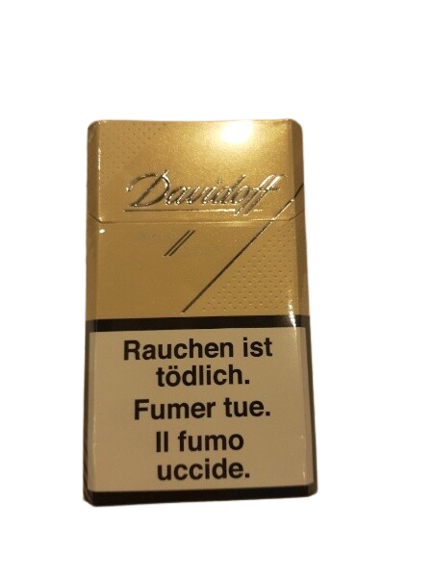 Davidoff
Rauchen ist
tödlich.
Fumer tue.
Il fumo
uccide.